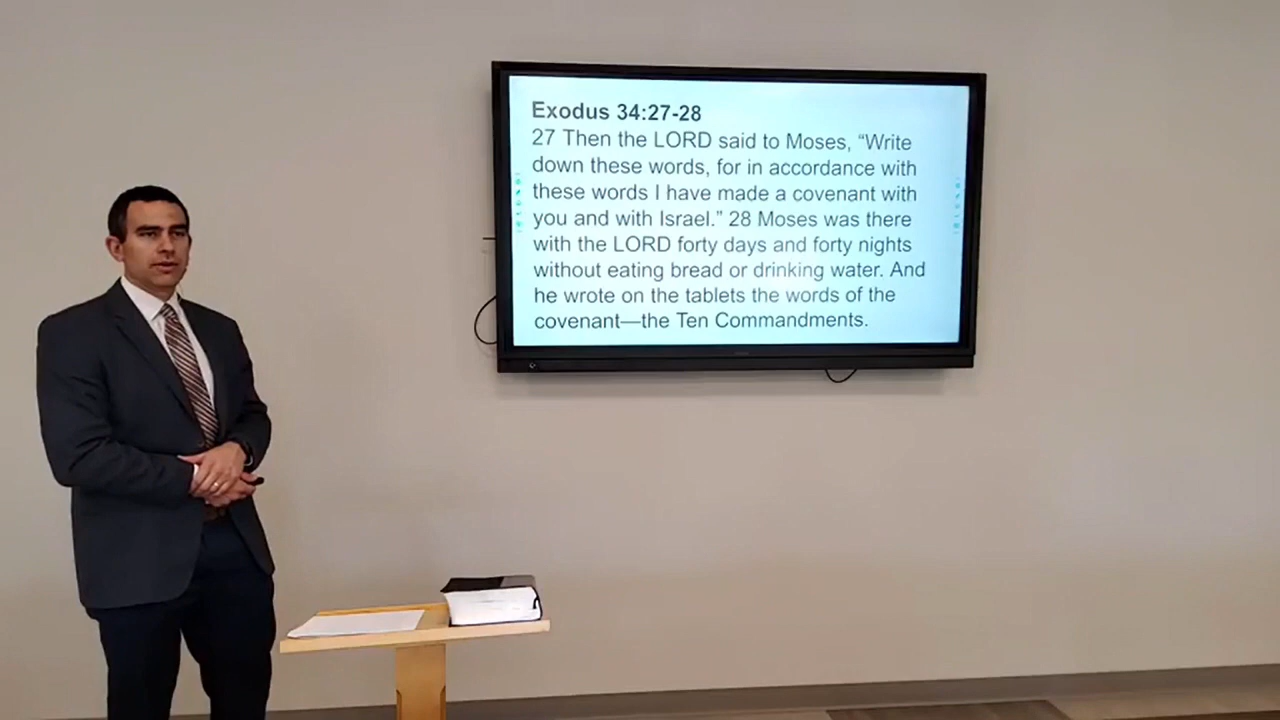 Exodus 34:27-28
27 Then the LORD said to Moses, “Write
down these words, for in accordance with
these words I have made a covenant with
you and with Israel.” 28 Moses was there
with the LORD forty days and forty nights
without eating bread or drinking water. And
he wrote on the tablets the words of the
covenant—the Ten Commandments.